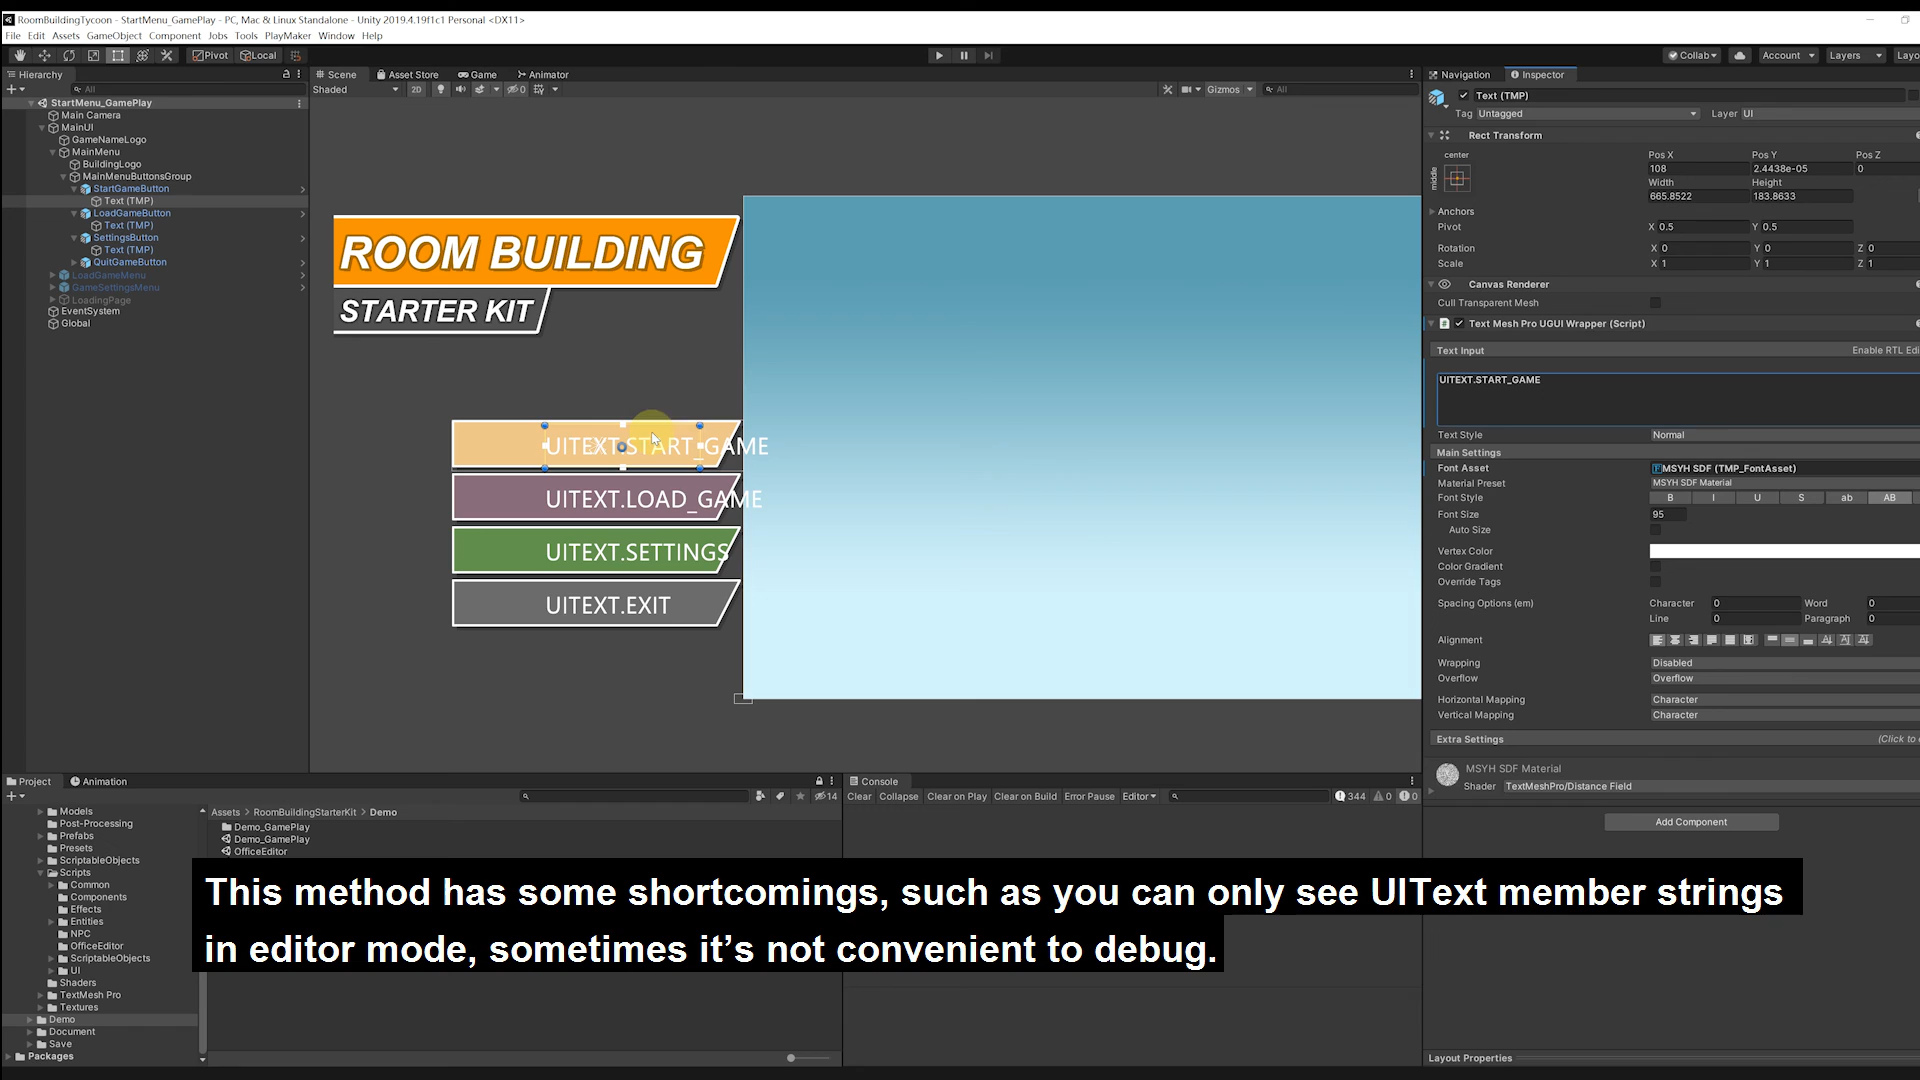 RoomBuildingTycoon - StartMenu_GamePlay - PC, Mac & Linux Standalone - Unity 2019.4.19f1c1 Personal <DX11>
File Edit Assets GameObject Component Jobs Tools PlayMaker Window Help
Pivot Local Collab Account Layers Layo
Hierarchy
All
StartMenu_GamePlay
Main Camera
MainUI
GameNameLogo
MainMenu
BuildingLogo
MainMenuButtonsGroup
StartGameButton
Text (TMP)
LoadGameButton
Text (TMP)
SettingsButton
Text (TMP)
QuitGameButton
LoadGameMenu
GameSettingsMenu
LoadingPage
EventSystem
Global
Scene Asset Store Game Animator
Shaded 2D 0 Gizmos All
ROOM BUILDING
STARTER KIT
UITEXT.START_GAME
UITEXT.LOAD_GAME
UITEXT.SETTINGS
UITEXT.EXIT
Navigation Inspector
Text (TMP)
Tag Untagged Layer UI
Rect Transform
center
middle
Pos X Pos Y Pos Z
108 2.4438e-05 0
Width Height
665.8522 183.8633
Anchors
Pivot X 0.5 Y 0.5
Rotation X 0 Y 0 Z 0
Scale X 1 Y 1 Z 1
Canvas Renderer
Cull Transparent Mesh
Text Mesh Pro UGUI Wrapper (Script)
Text Input Enable RTL Edi
UITEXT.START_GAME
Text Style Normal
Main Settings
Font Asset MSYH SDF (TMP_FontAsset)
Material Preset MSYH SDF Material
Font Style B I U S ab AB
Font Size 95
Auto Size
Vertex Color
Color Gradient
Override Tags
Spacing Options (em) Character 0 Word 0
Line 0 Paragraph 0
Alignment
Wrapping Disabled
Overflow Overflow
Horizontal Mapping Character
Vertical Mapping Character
Extra Settings (Click to
MSYH SDF Material
Shader TextMeshPro/Distance Field
Add Component
Layout Properties
Project Animation
14
Models
Post-Processing
Prefabs
Presets
ScriptableObjects
Scripts
Common
Components
Effects
Entities
NPC
OfficeEditor
ScriptableObjects
UI
Shaders
TextMesh Pro
Textures
Demo
Document
Save
Packages
Assets RoomBuildingStarterKit Demo
Demo_GamePlay
Demo_GamePlay
OfficeEditor
Console
Clear Collapse Clear on Play Clear on Build Error Pause Editor 344 0 0
This method has some shortcomings, such as you can only see UIText member strings
in editor mode, sometimes it’s not convenient to debug.